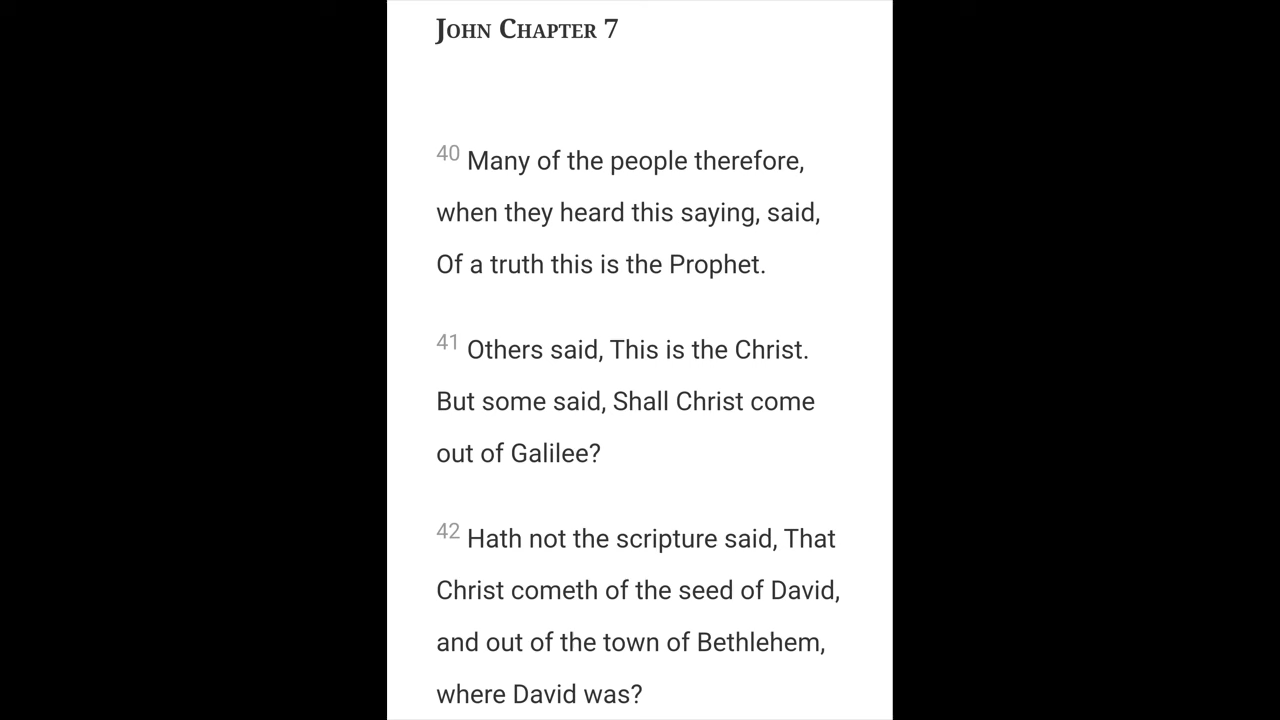 John Chapter 7
40 Many of the people therefore,
when they heard this saying, said,
Of a truth this is the Prophet.
41 Others said, This is the Christ.
But some said, Shall Christ come
out of Galilee?
42 Hath not the scripture said, That
Christ cometh of the seed of David,
and out of the town of Bethlehem,
where David was?